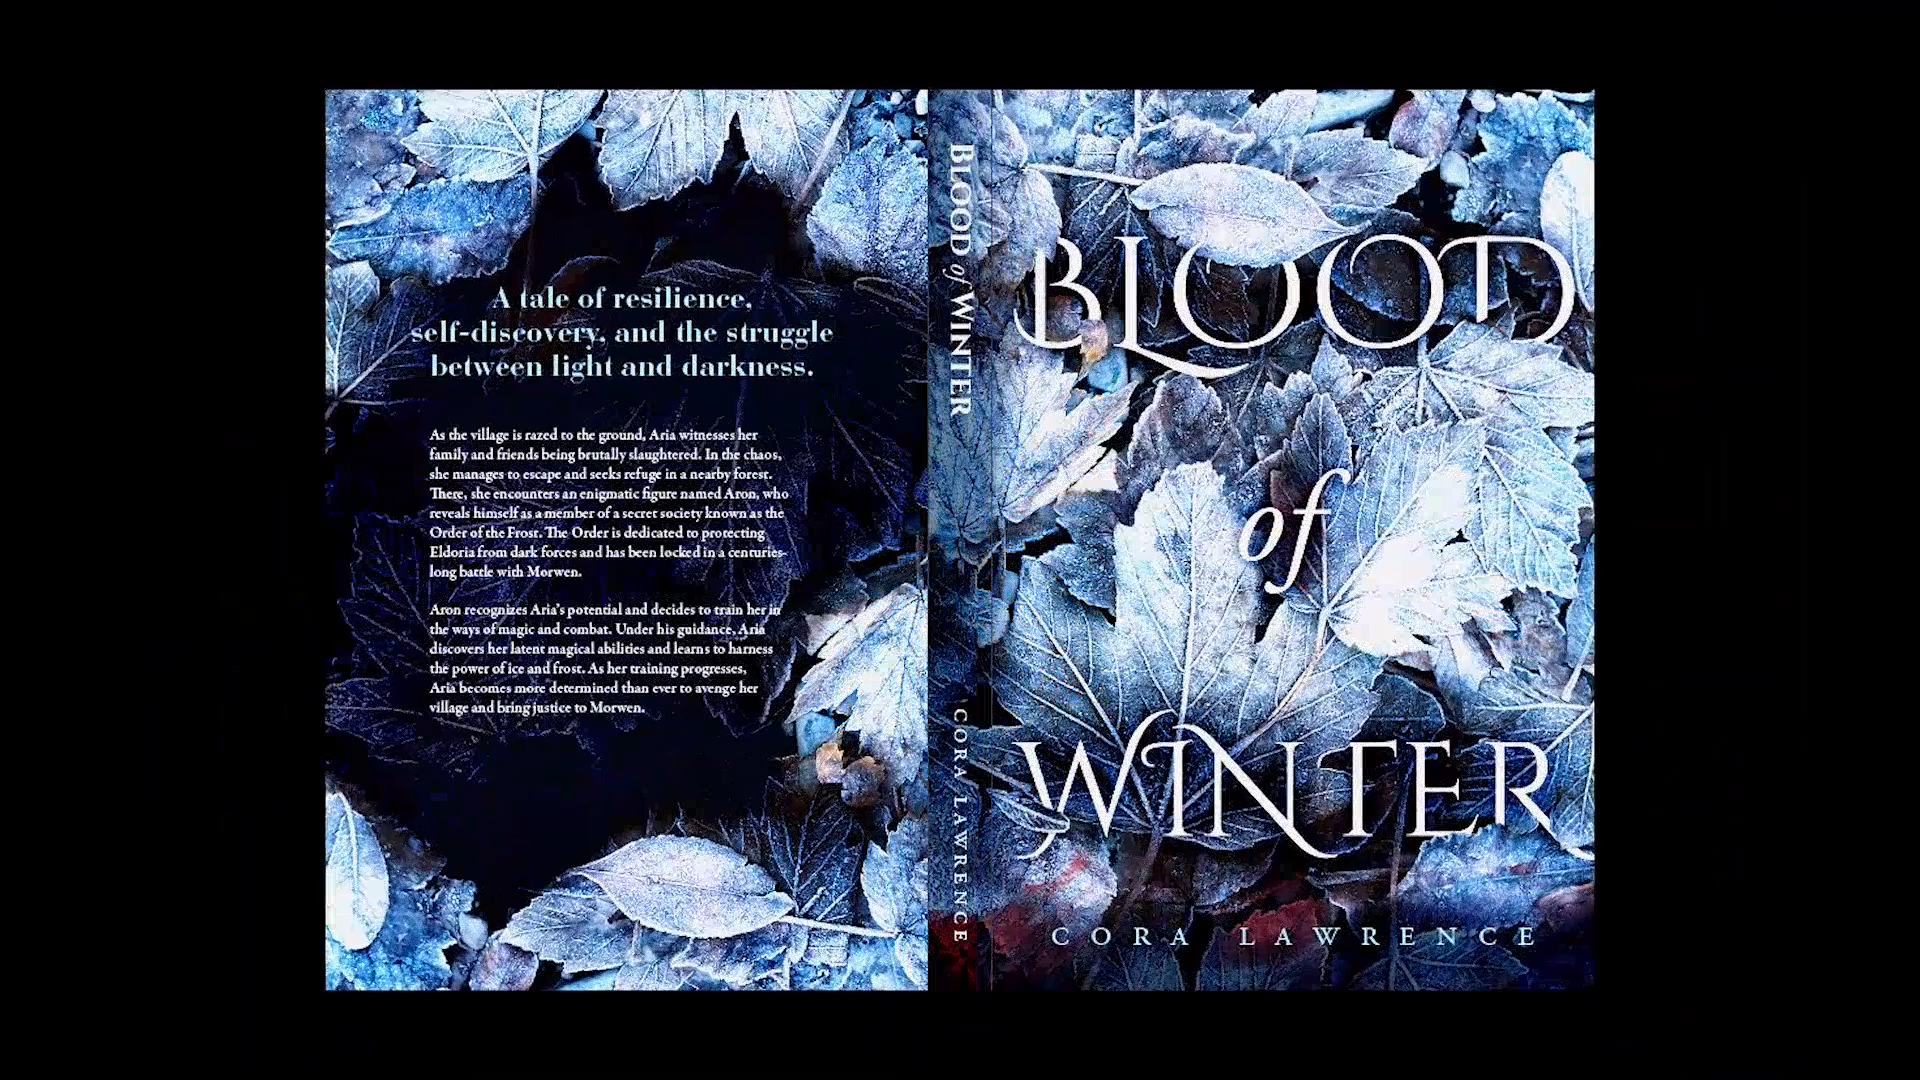 A tale of resilience,
self-discovery, and the struggle
between light and darkness.
As the village is razed to the ground, Aria witnesses her
family and friends being brutally slaughtered. In the chaos,
she manages to escape and seeks refuge in a nearby forest.
There, she encounters an enigmatic figure named Aron, who
reveals himself as a member of a secret society known as the
Order of the Frost. The Order is dedicated to protecting
Eldoria from dark forces and has been locked in a centuries-
long battle with Morwen.
Aron recognizes Aria's potential and decides to train her in
the ways of magic and combat. Under his guidance, Aria
discovers her latent magical abilities and learns to harness
the power of ice and frost. As her training progresses,
Aria becomes more determined than ever to avenge her
village and bring justice to Morwen.
BLOOD of WINTER
CORA LAWRENCE
BLOOD
of
WINTER
CORA LAWRENCE